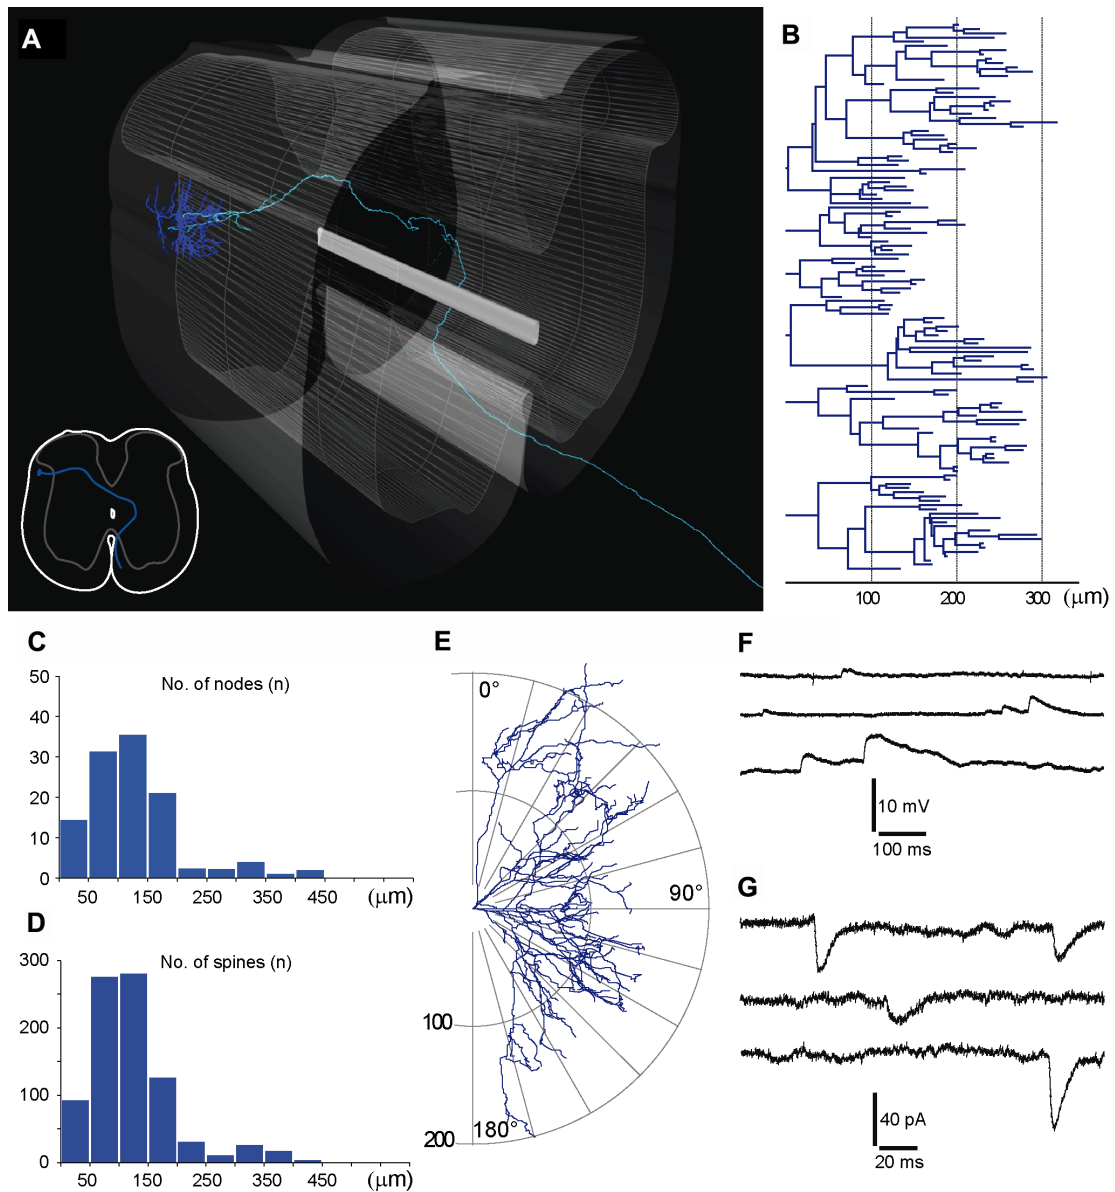 A
B
100 200 300 (μm)
C
No. of nodes (n)
50
40
30
20
10
0
50 150 250 350 450 (μm)
D
No. of spines (n)
300
200
100
0
50 150 250 350 450 (μm)
E
0°
90°
100
200
180°
F
10 mV
100 ms
G
40 pA
20 ms